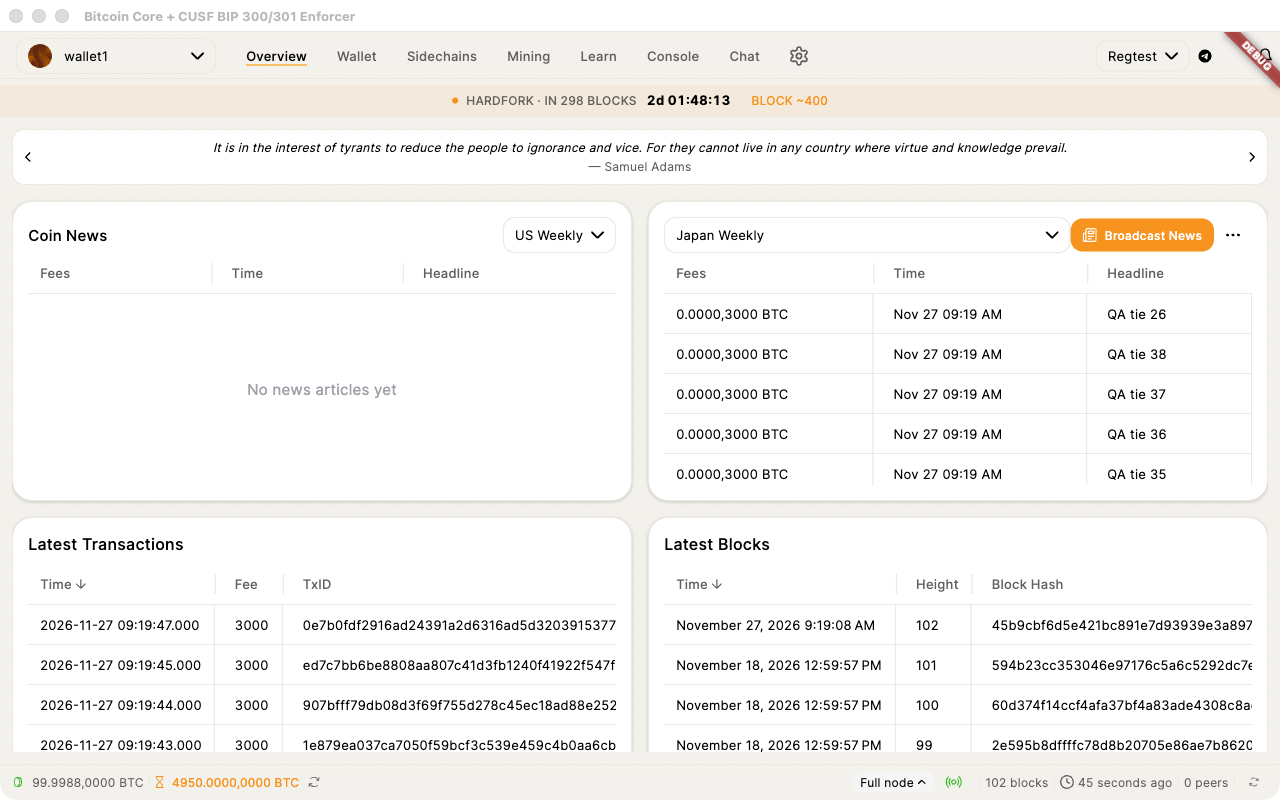 Bitcoin Core + CUSF BIP 300/301 Enforcer
wallet1
Overview
Wallet
Sidechains
Mining
Learn
Console
Chat
Regtest
DEBUG
HARDFORK · IN 298 BLOCKS 2d 01:48:13 BLOCK ~400
It is in the interest of tyrants to reduce the people to ignorance and vice. For they cannot live in any country where virtue and knowledge prevail.
— Samuel Adams
Coin News
US Weekly
Fees Time Headline
No news articles yet
Japan Weekly
Broadcast News
Fees Time Headline
0.0000,3000 BTC Nov 27 09:19 AM QA tie 26
0.0000,3000 BTC Nov 27 09:19 AM QA tie 38
0.0000,3000 BTC Nov 27 09:19 AM QA tie 37
0.0000,3000 BTC Nov 27 09:19 AM QA tie 36
0.0000,3000 BTC Nov 27 09:19 AM QA tie 35
Latest Transactions
Time Fee TxID
2026-11-27 09:19:47.000 3000 0e7b0fdf2916ad24391a2d6316ad5d3203915377
2026-11-27 09:19:45.000 3000 ed7c7bb6be8808aa807c41d3fb1240f41922f547f
2026-11-27 09:19:44.000 3000 907bfff79db08d3f69f755d278c45ec18ad88e252
2026-11-27 09:19:43.000 3000 1e879ea037ca7050f59bcf3c539e459c4b0aa6cb
Latest Blocks
Time Height Block Hash
November 27, 2026 9:19:08 AM 102 45b9cbf6d5e421bc891e7d93939e3a897
November 18, 2026 12:59:57 PM 101 594b23cc353046e97176c5a6c5292dc7e
November 18, 2026 12:59:57 PM 100 60d374f14ccf4afa37bf4a83ade4308c8a
November 18, 2026 12:59:57 PM 99 2e595b8dffffc78d8b20705e86ae7b8620
99.9988,0000 BTC
4950.0000,0000 BTC
Full node
102 blocks
45 seconds ago
0 peers